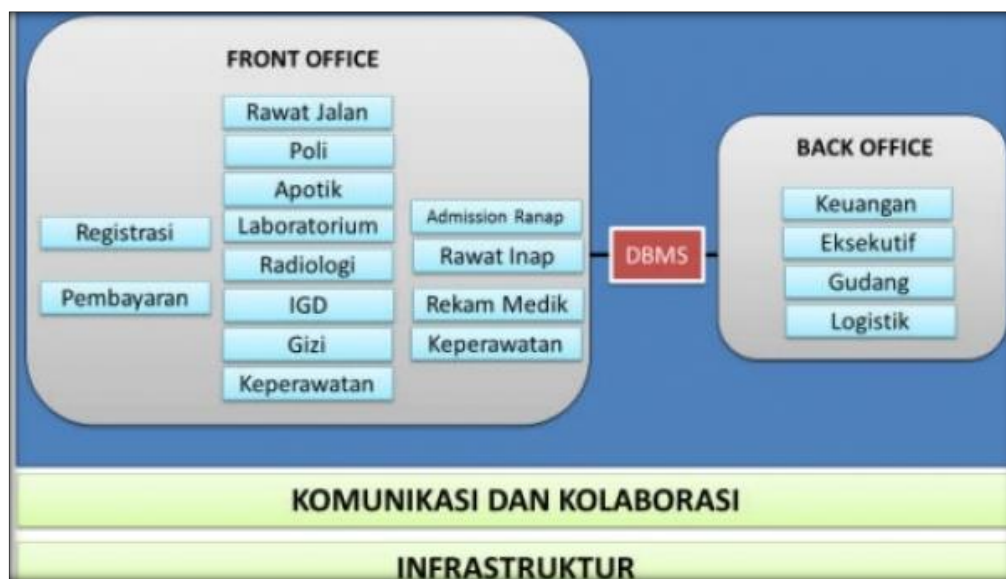 FRONT OFFICE
Registrasi
Pembayaran
Rawat Jalan
Poli
Apotik
Laboratorium
Radiologi
IGD
Gizi
Keperawatan
Admission Ranap
Rawat Inap
Rekam Medik
Keperawatan
DBMS
BACK OFFICE
Keuangan
Eksekutif
Gudang
Logistik
KOMUNIKASI DAN KOLABORASI
INFRASTRUKTUR